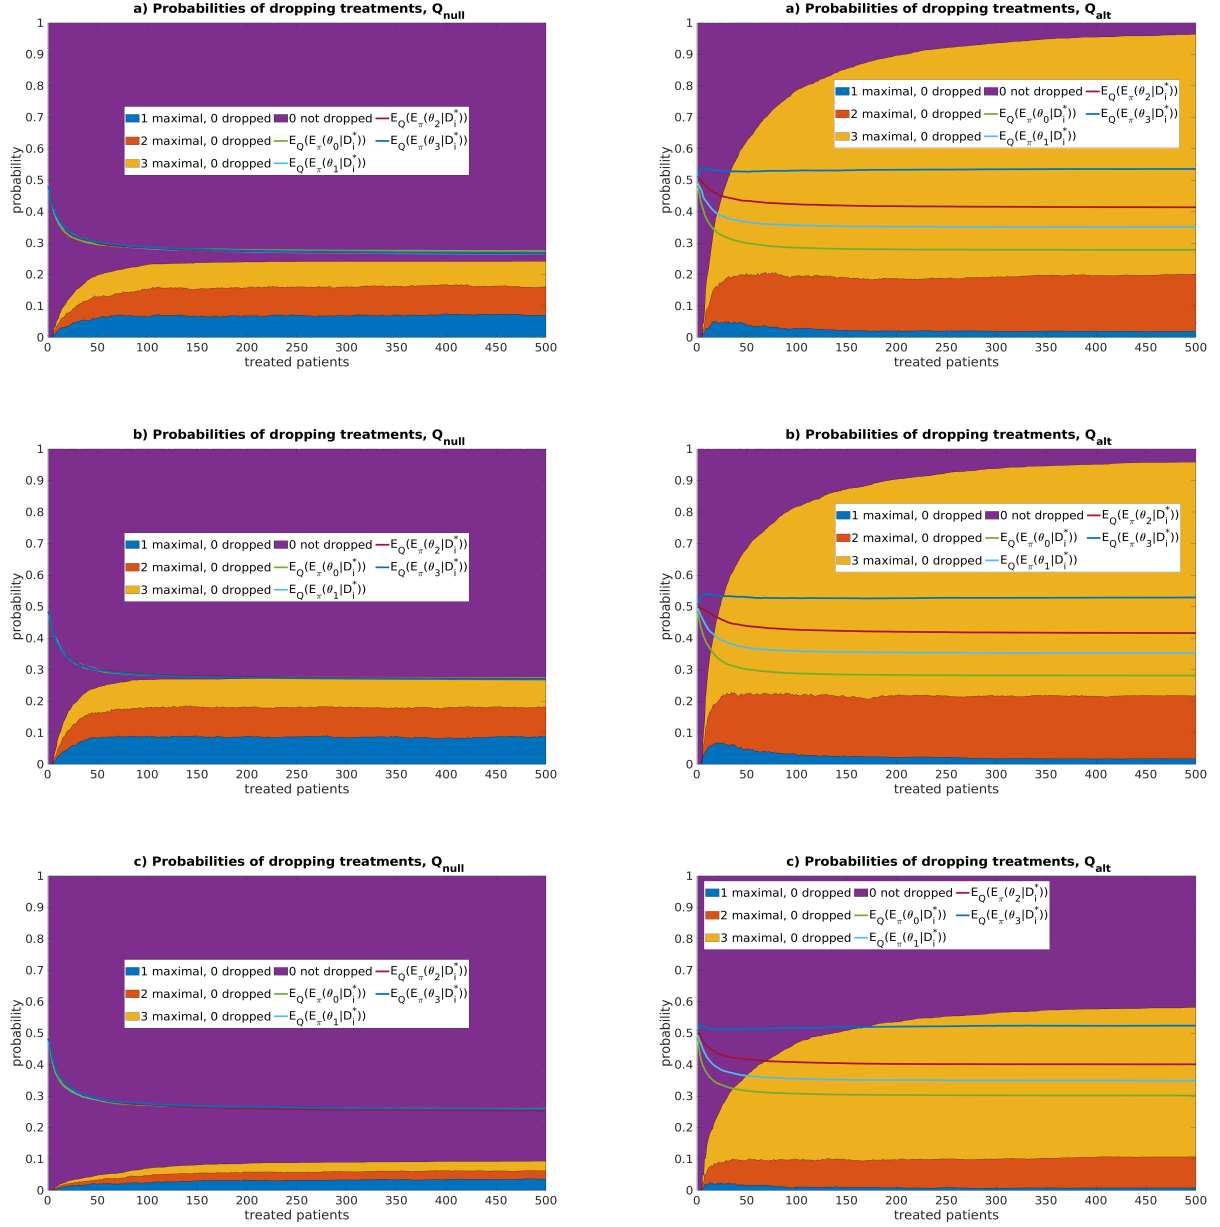 a) Probabilities of dropping treatments, Q_null
1
0.9
0.8
0.7
0.6
0.5
0.4
0.3
0.2
0.1
0
probability
1 maximal, 0 dropped 0 not dropped E_Q(E_π(θ_2|D_i^*))
2 maximal, 0 dropped E_Q(E_π(θ_0|D_i^*)) E_Q(E_π(θ_3|D_i^*))
3 maximal, 0 dropped E_Q(E_π(θ_1|D_i^*))
0 50 100 150 200 250 300 350 400 450 500
treated patients
a) Probabilities of dropping treatments, Q_alt
1
0.9
0.8
0.7
0.6
0.5
0.4
0.3
0.2
0.1
0
probability
1 maximal, 0 dropped 0 not dropped E_Q(E_π(θ_2|D_i^*))
2 maximal, 0 dropped E_Q(E_π(θ_0|D_i^*)) E_Q(E_π(θ_3|D_i^*))
3 maximal, 0 dropped E_Q(E_π(θ_1|D_i^*))
0 50 100 150 200 250 300 350 400 450 500
treated patients
b) Probabilities of dropping treatments, Q_null
1
0.9
0.8
0.7
0.6
0.5
0.4
0.3
0.2
0.1
0
probability
1 maximal, 0 dropped 0 not dropped E_Q(E_π(θ_2|D_i^*))
2 maximal, 0 dropped E_Q(E_π(θ_0|D_i^*)) E_Q(E_π(θ_3|D_i^*))
3 maximal, 0 dropped E_Q(E_π(θ_1|D_i^*))
0 50 100 150 200 250 300 350 400 450 500
treated patients
b) Probabilities of dropping treatments, Q_alt
1
0.9
0.8
0.7
0.6
0.5
0.4
0.3
0.2
0.1
0
probability
1 maximal, 0 dropped 0 not dropped E_Q(E_π(θ_2|D_i^*))
2 maximal, 0 dropped E_Q(E_π(θ_0|D_i^*)) E_Q(E_π(θ_3|D_i^*))
3 maximal, 0 dropped E_Q(E_π(θ_1|D_i^*))
0 50 100 150 200 250 300 350 400 450 500
treated patients
c) Probabilities of dropping treatments, Q_null
1
0.9
0.8
0.7
0.6
0.5
0.4
0.3
0.2
0.1
0
probability
1 maximal, 0 dropped 0 not dropped E_Q(E_π(θ_2|D_i^*))
2 maximal, 0 dropped E_Q(E_π(θ_0|D_i^*)) E_Q(E_π(θ_3|D_i^*))
3 maximal, 0 dropped E_Q(E_π(θ_1|D_i^*))
0 50 100 150 200 250 300 350 400 450 500
treated patients
c) Probabilities of dropping treatments, Q_alt
1
0.9
0.8
0.7
0.6
0.5
0.4
0.3
0.2
0.1
0
probability
1 maximal, 0 dropped 0 not dropped E_Q(E_π(θ_2|D_i^*))
2 maximal, 0 dropped E_Q(E_π(θ_0|D_i^*)) E_Q(E_π(θ_3|D_i^*))
3 maximal, 0 dropped E_Q(E_π(θ_1|D_i^*))
0 50 100 150 200 250 300 350 400 450 500
treated patients